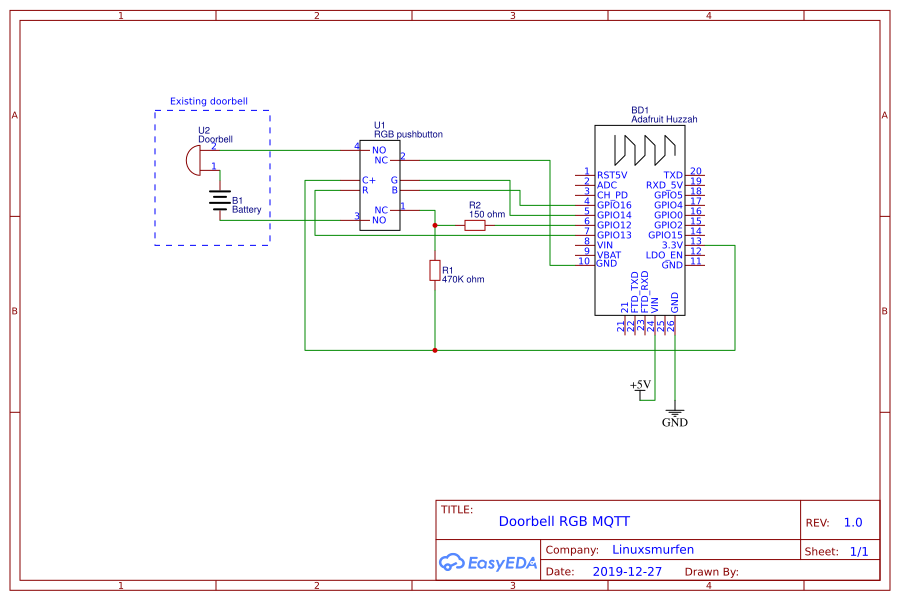 1 2 3 4
A A
B B
Existing doorbell
U2
Doorbell
2
1
B1
Battery
U1
RGB pushbutton
4 NO
NC 2
C+ G
R B
NC 1
3 NO
R2
150 ohm
R1
470K ohm
BD1
Adafruit Huzzah
1 RST5V TXD 20
2 ADC RXD_5V 19
3 CH_PD GPIO5 18
4 GPIO16 GPIO4 17
5 GPIO14 GPIO0 16
6 GPIO12 GPIO2 15
7 GPIO13 GPIO15 14
8 VIN 3.3V 13
9 VBAT LDO_EN 12
10 GND GND 11
21 FTD_TXD FTD_RXD VIN GND
21 22 23 24 25 26
+5V
GND
TITLE:
Doorbell RGB MQTT
REV: 1.0
EasyEDA
Company: Linuxsmurfen
Sheet: 1/1
Date: 2019-12-27 Drawn By:
1 2 3 4